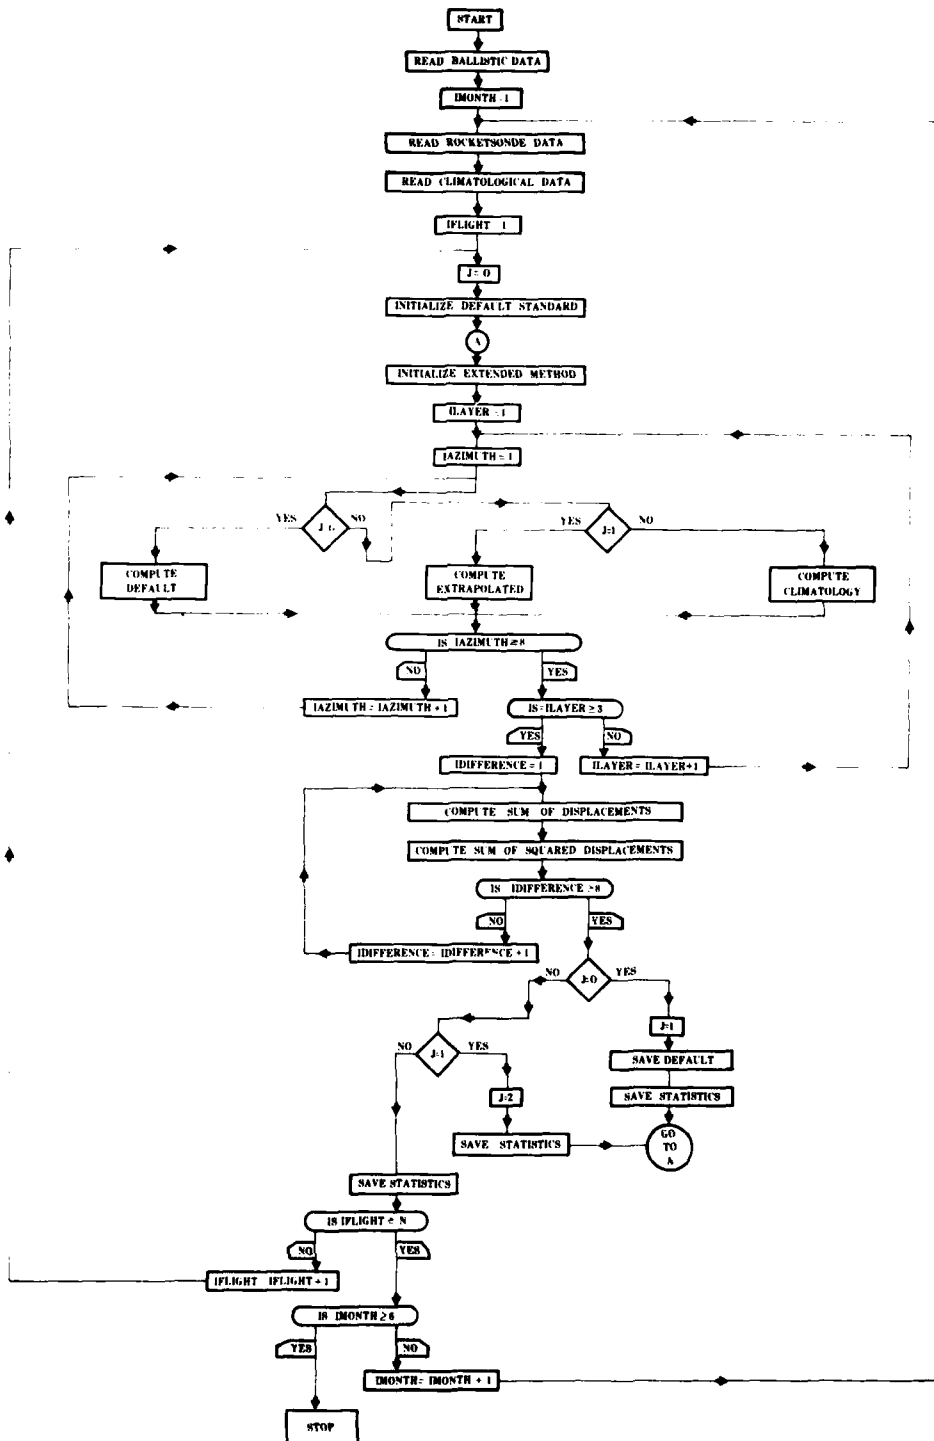 START
READ BALLISTIC DATA
IMONTH=1
READ ROCKETSONDE DATA
READ CLIMATOLOGICAL DATA
IFLIGHT 1
J=0
INITIALIZE DEFAULT STANDARD
A
INITIALIZE EXTENDED METHOD
ILAYER=1
IAZIMUTH=1
YES
NO
YES
J=1
NO
COMPUTE
DEFAULT
COMPUTE
EXTRAPOLATED
COMPUTE
CLIMATOLOGY
IS IAZIMUTH≥8
NO
YES
IAZIMUTH=IAZIMUTH+1
IS ILAYER≥3
YES
NO
IDIFFERENCE=1
ILAYER=ILAYER+1
COMPUTE SUM OF DISPLACEMENTS
COMPUTE SUM OF SQUARED DISPLACEMENTS
IS IDIFFERENCE ≥8
NO
YES
IDIFFERENCE=IDIFFERENCE+1
NO
J=0
YES
J=1
NO
J=1
YES
SAVE DEFAULT
J=2
SAVE STATISTICS
SAVE STATISTICS
GO
TO
A
SAVE STATISTICS
IS IFLIGHT ≥ N
NO
YES
IFLIGHT IFLIGHT+1
IS IMONTH≥6
YES
NO
IMONTH=IMONTH+1
STOP